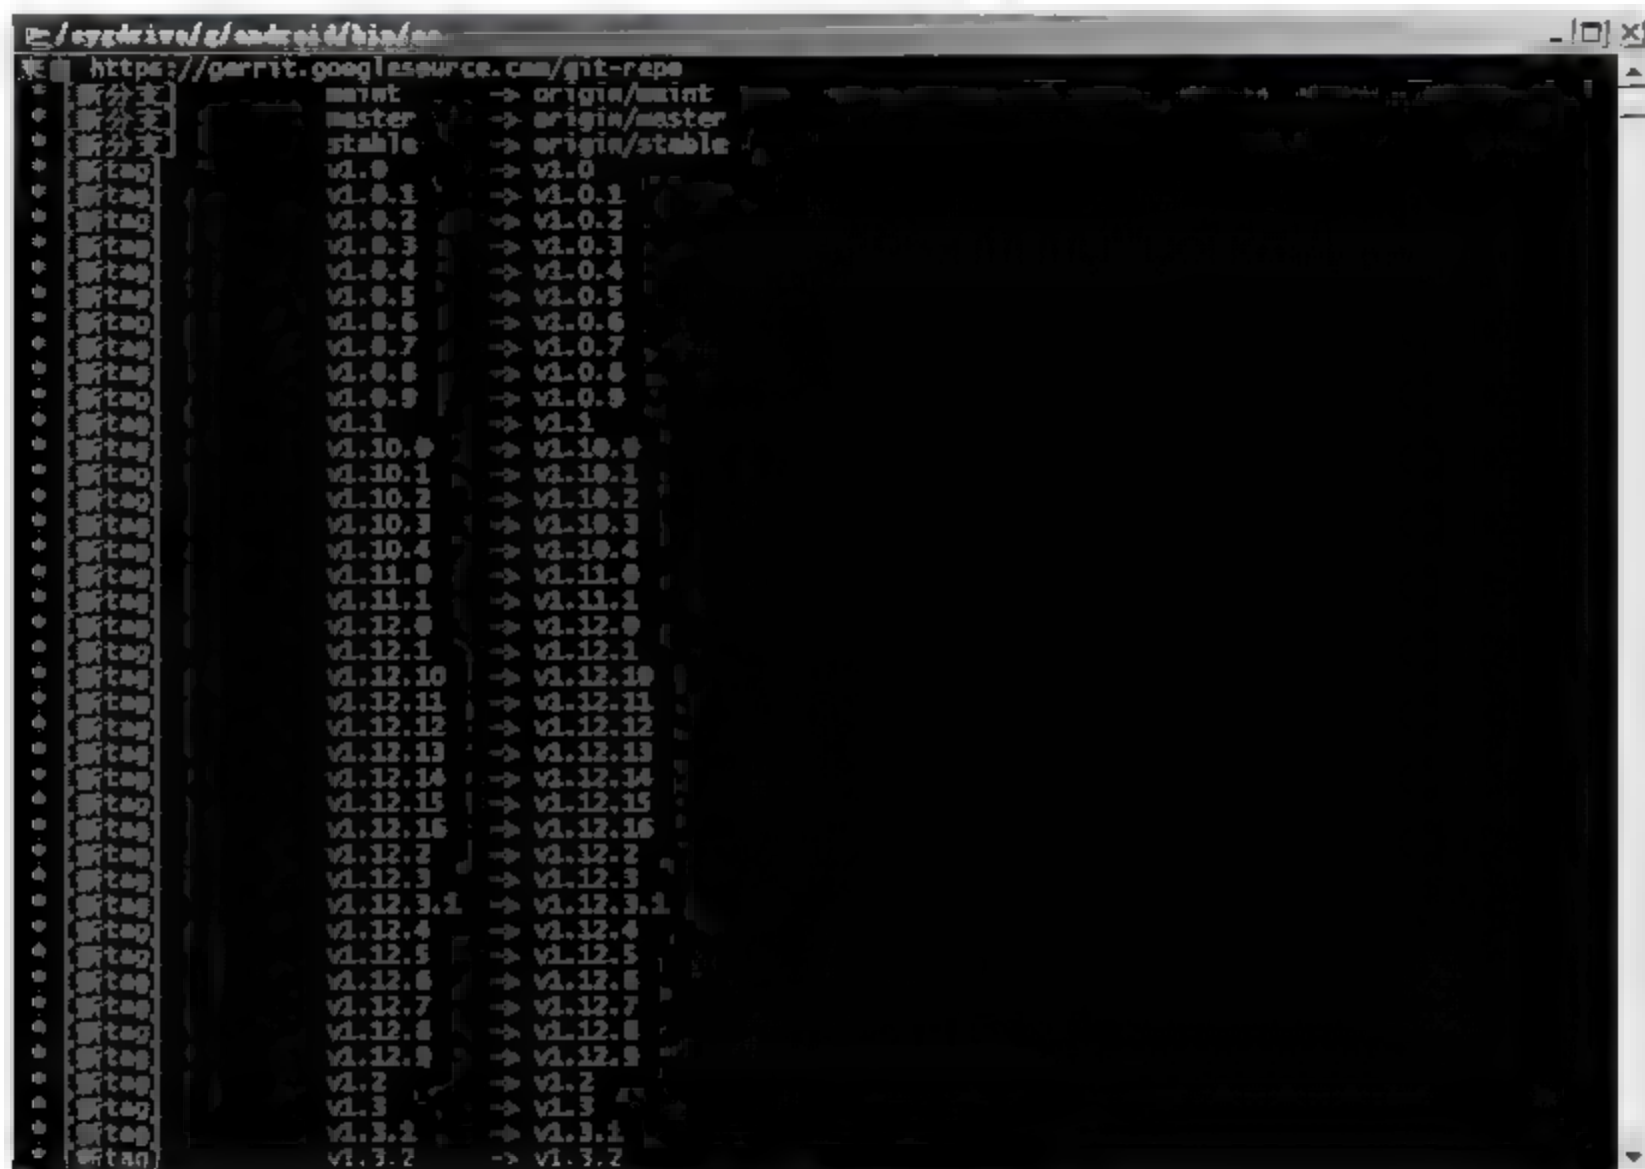 /cygdrive/g/android/bin/
https://gerrit.googlesource.com/git-repo
* [新分支] maint -> origin/maint
* [新分支] master -> origin/master
* [新分支] stable -> origin/stable
* [新tag] v1.0 -> v1.0
* [新tag] v1.0.1 -> v1.0.1
* [新tag] v1.0.2 -> v1.0.2
* [新tag] v1.0.3 -> v1.0.3
* [新tag] v1.0.4 -> v1.0.4
* [新tag] v1.0.5 -> v1.0.5
* [新tag] v1.0.6 -> v1.0.6
* [新tag] v1.0.7 -> v1.0.7
* [新tag] v1.0.8 -> v1.0.8
* [新tag] v1.0.9 -> v1.0.9
* [新tag] v1.1 -> v1.1
* [新tag] v1.10.0 -> v1.10.0
* [新tag] v1.10.1 -> v1.10.1
* [新tag] v1.10.2 -> v1.10.2
* [新tag] v1.10.3 -> v1.10.3
* [新tag] v1.10.4 -> v1.10.4
* [新tag] v1.11.0 -> v1.11.0
* [新tag] v1.11.1 -> v1.11.1
* [新tag] v1.12.0 -> v1.12.0
* [新tag] v1.12.1 -> v1.12.1
* [新tag] v1.12.10 -> v1.12.10
* [新tag] v1.12.11 -> v1.12.11
* [新tag] v1.12.12 -> v1.12.12
* [新tag] v1.12.13 -> v1.12.13
* [新tag] v1.12.14 -> v1.12.14
* [新tag] v1.12.15 -> v1.12.15
* [新tag] v1.12.16 -> v1.12.16
* [新tag] v1.12.2 -> v1.12.2
* [新tag] v1.12.3 -> v1.12.3
* [新tag] v1.12.3.1 -> v1.12.3.1
* [新tag] v1.12.4 -> v1.12.4
* [新tag] v1.12.5 -> v1.12.5
* [新tag] v1.12.6 -> v1.12.6
* [新tag] v1.12.7 -> v1.12.7
* [新tag] v1.12.8 -> v1.12.8
* [新tag] v1.12.9 -> v1.12.9
* [新tag] v1.2 -> v1.2
* [新tag] v1.3 -> v1.3
* [新tag] v1.3.1 -> v1.3.1
* [新tag] v1.3.2 -> v1.3.2